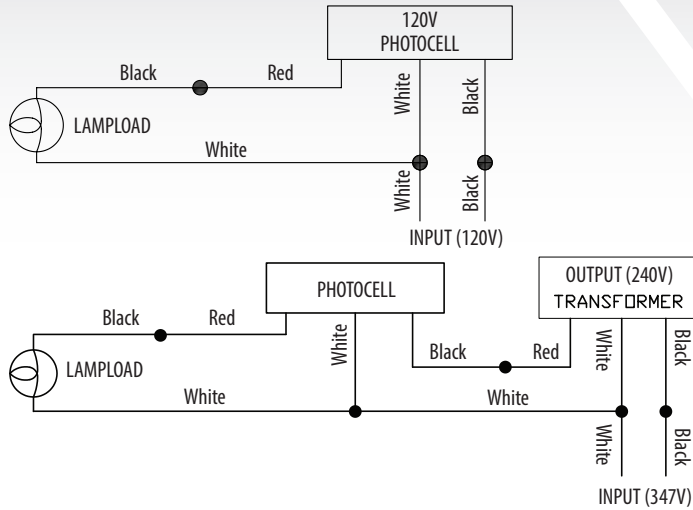 120V
PHOTOCELL
Black
Red
White
Black
LAMPLOAD
White
White
Black
INPUT (120V)
OUTPUT (240V)
TRANSFORMER
PHOTOCELL
Black
Red
White
Black
Red
White
Black
LAMPLOAD
White
White
White
Black
INPUT (347V)